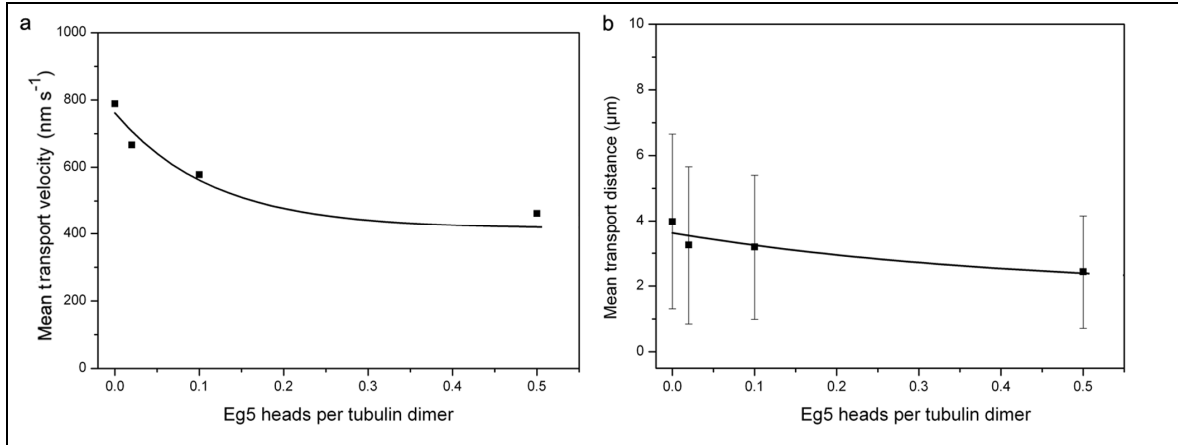 a
Mean transport velocity (nm s⁻¹)
1000
800
600
400
200
0
0.0 0.1 0.2 0.3 0.4 0.5
Eg5 heads per tubulin dimer
b
Mean transport distance (µm)
10
8
6
4
2
0
0.0 0.1 0.2 0.3 0.4 0.5
Eg5 heads per tubulin dimer